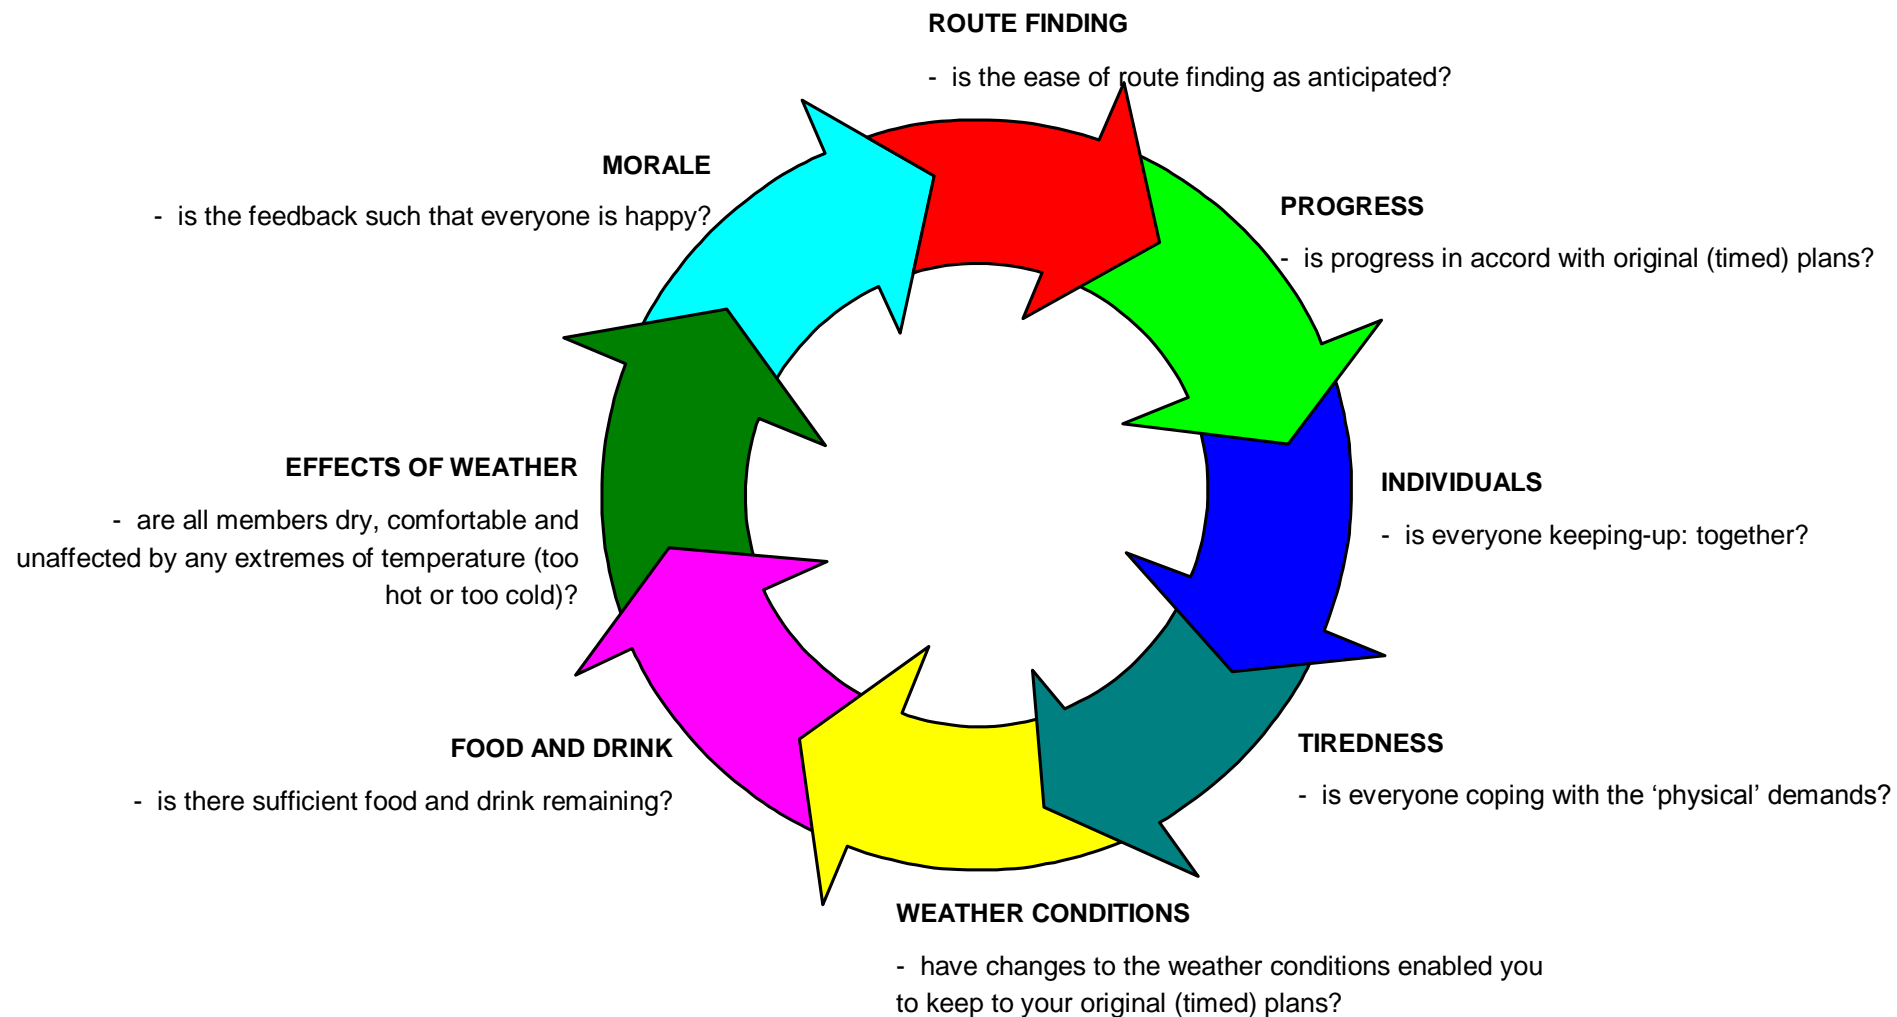 ROUTE FINDING
- is the ease of route finding as anticipated?
PROGRESS
- is progress in accord with original (timed) plans?
INDIVIDUALS
- is everyone keeping-up: together?
TIREDNESS
- is everyone coping with the ‘physical’ demands?
WEATHER CONDITIONS
- have changes to the weather conditions enabled you
to keep to your original (timed) plans?
FOOD AND DRINK
- is there sufficient food and drink remaining?
EFFECTS OF WEATHER
- are all members dry, comfortable and
unaffected by any extremes of temperature (too
hot or too cold)?
MORALE
- is the feedback such that everyone is happy?